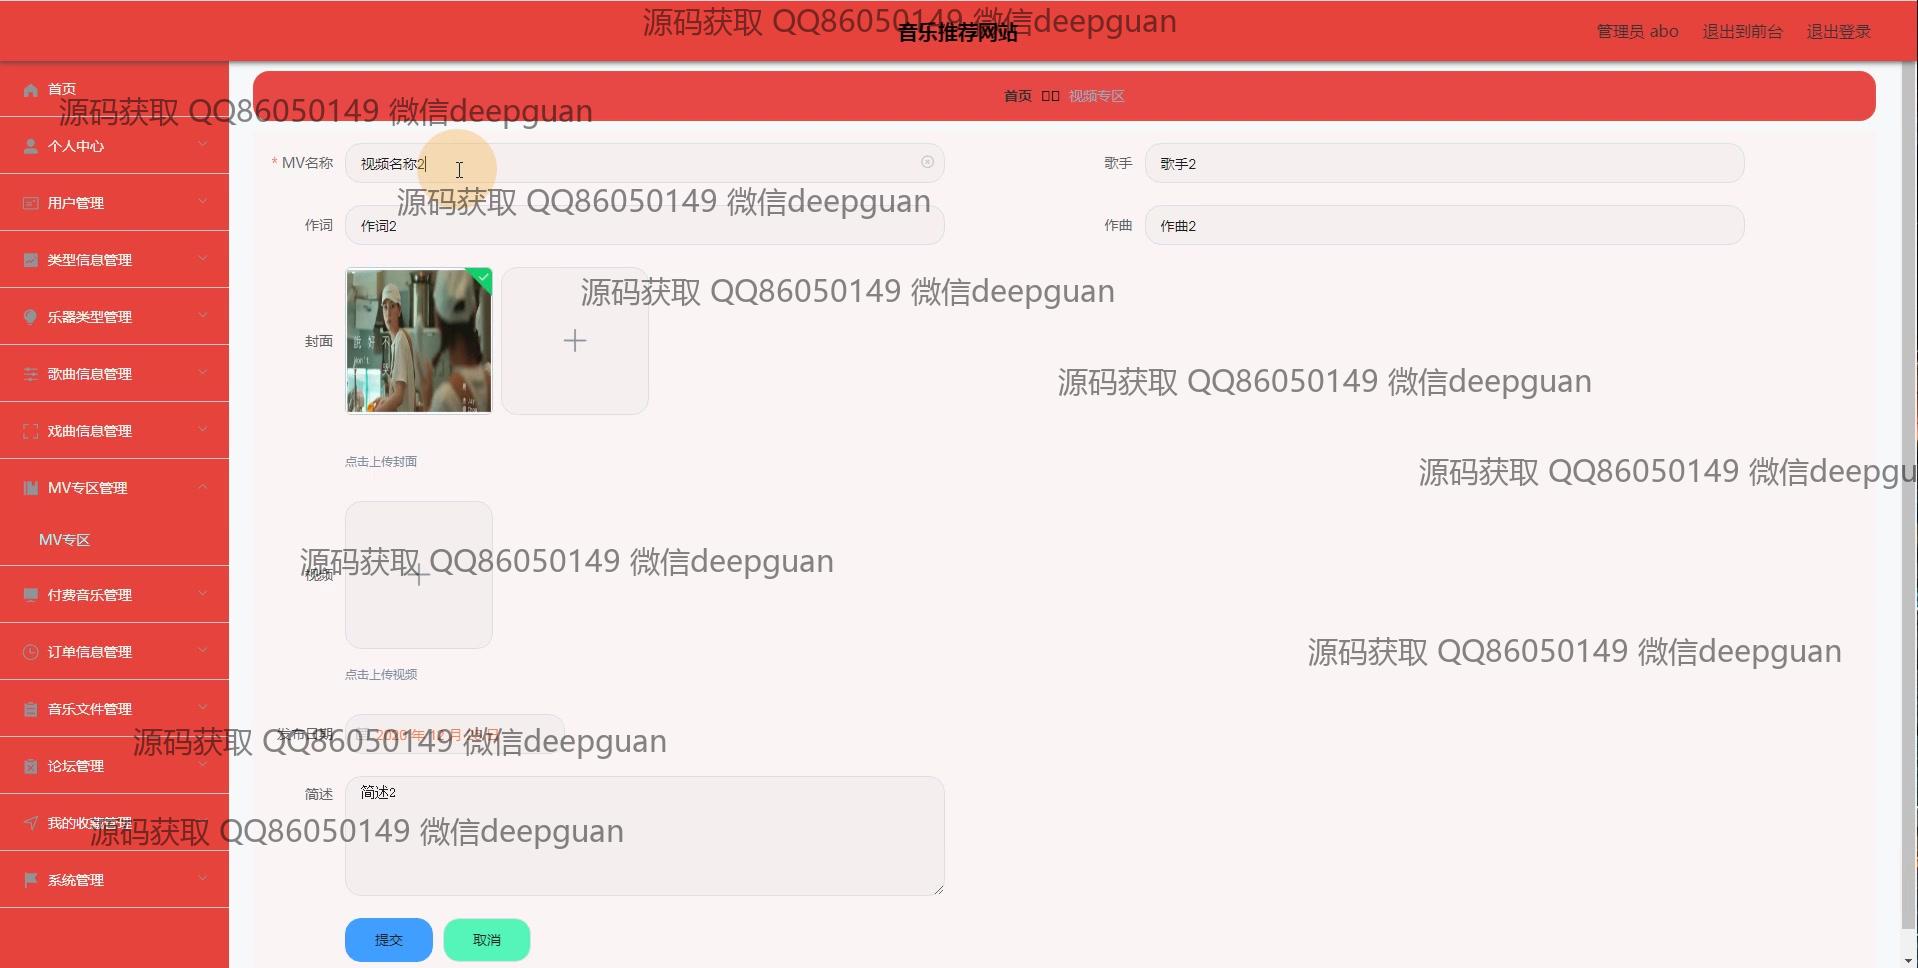 音乐推荐网站
管理员 abo
退出到前台
退出登录
源码获取 QQ86050149 微信deepguan
首页
个人中心
用户管理
类型信息管理
乐器类型管理
歌曲信息管理
戏曲信息管理
MV专区管理
MV专区
付费音乐管理
订单信息管理
音乐文件管理
论坛管理
我的收藏管理
系统管理
首页
视频专区
源码获取 QQ86050149 微信deepguan
* MV名称
视频名称2
歌手
歌手2
源码获取 QQ86050149 微信deepguan
作词
作词2
作曲
作曲2
源码获取 QQ86050149 微信deepguan
封面
說好不
哭
源码获取 QQ86050149 微信deepguan
点击上传封面
源码获取 QQ86050149 微信deepgu
视频
源码获取 QQ86050149 微信deepguan
点击上传视频
源码获取 QQ86050149 微信deepguan
发布日期
源码获取 QQ86050149 微信deepguan
简述
简述2
源码获取 QQ86050149 微信deepguan
提交
取消